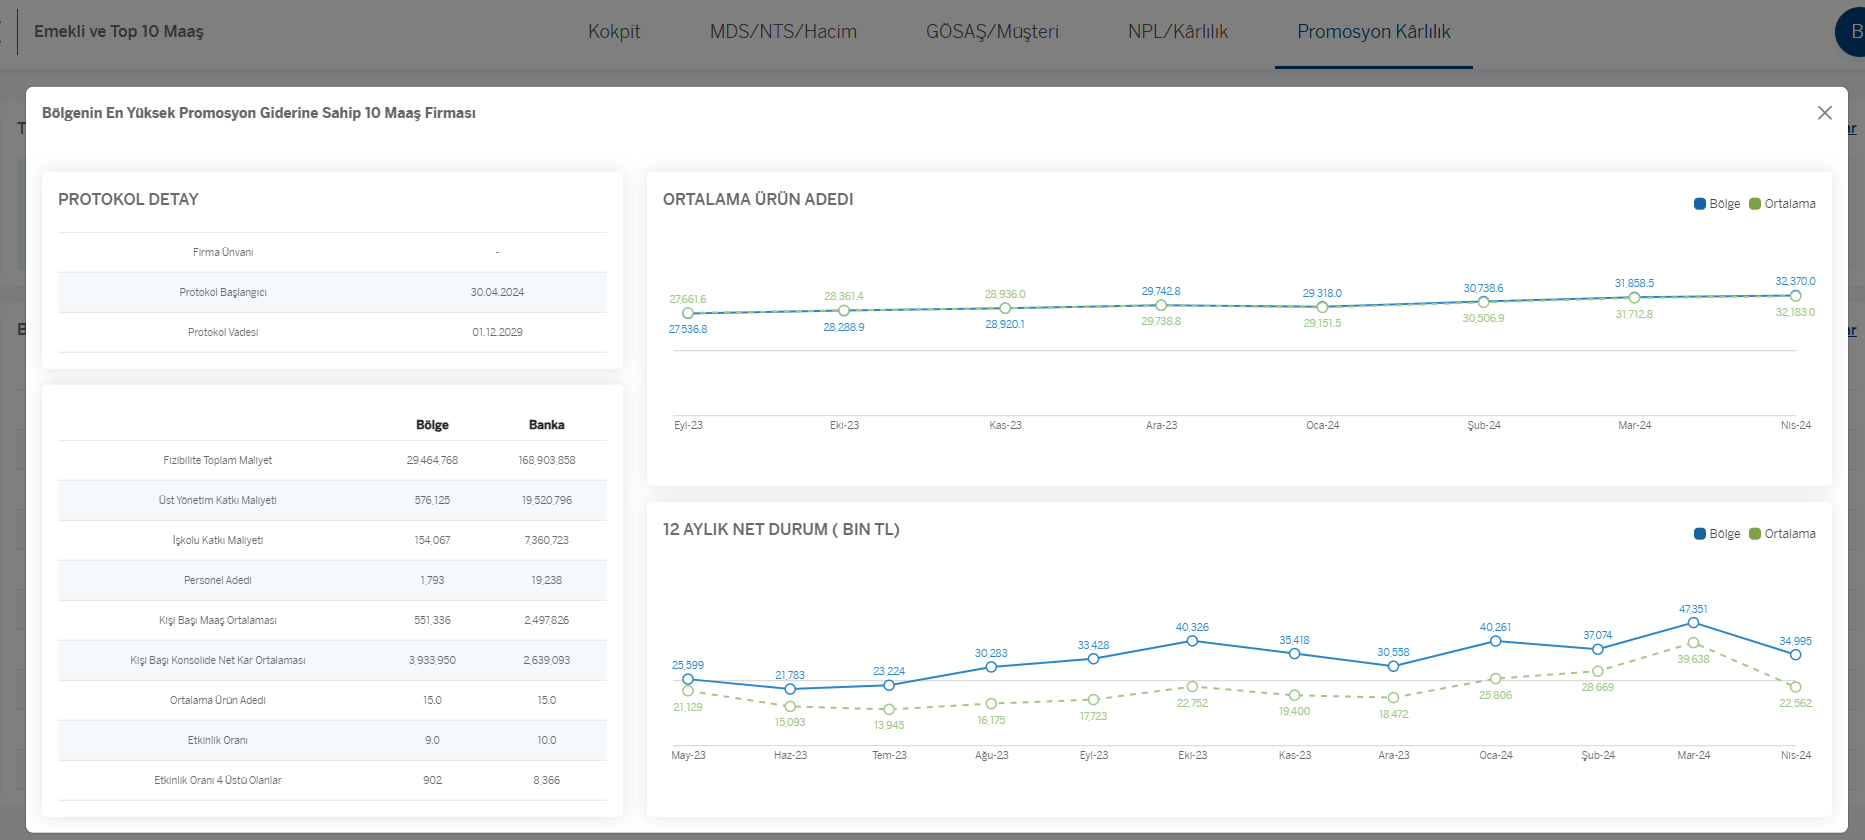 Emekli ve Top 10 Maaş
Kokpit
MDS/NTS/Hacim
GÖSAŞ/Müşteri
NPL/Kârlılık
Promosyon Kârlılık
B
Bölgenin En Yüksek Promosyon Giderine Sahip 10 Maaş Firması
PROTOKOL DETAY
Firma Ünvanı -
Protokol Başlangıcı 30.04.2024
Protokol Vadesi 01.12.2029
Bölge Banka
Fizibilite Toplam Maliyet 29,464,768 168,903,858
Üst Yönetim Katkı Maliyeti 576,125 19,520,796
İşkolu Katkı Maliyeti 154,067 7,360,723
Personel Adedi 1,793 19,238
Kişi Başı Maaş Ortalaması 551,336 2,497,826
Kişi Başı Konsolide Net Kar Ortalaması 3,933,950 2,639,093
Ortalama Ürün Adedi 15.0 15.0
Etkinlik Oranı 9.0 10.0
Etkinlik Oranı 4 Üstü Olanlar 902 8,366
ORTALAMA ÜRÜN ADEDI
Bölge Ortalama
27,661.6 28,361.4 28,936.0 29,742.8 29,318.0 30,738.6 31,858.5 32,370.0
27,536.8 28,288.9 28,920.1 29,738.8 29,151.5 30,506.9 31,712.8 32,183.0
Eyl-23 Eki-23 Kas-23 Ara-23 Oca-24 Şub-24 Mar-24 Nis-24
12 AYLIK NET DURUM ( BIN TL)
Bölge Ortalama
25,599 21,783 23,224 30,283 33,428 40,326 35,418 30,558 40,261 37,074 47,351 34,995
21,129 15,093 13,945 16,175 17,723 22,752 19,400 18,472 25,806 28,669 39,638 22,562
May-23 Haz-23 Tem-23 Ağu-23 Eyl-23 Eki-23 Kas-23 Ara-23 Oca-24 Şub-24 Mar-24 Nis-24